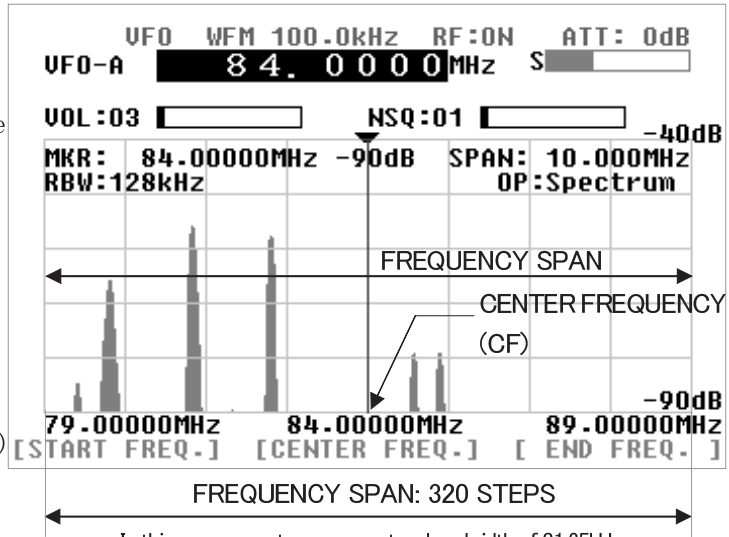 VFO WFM 100.0kHz RF:ON ATT: 0dB
VFO-A 84. 0000 MHz S
VOL:03 NSQ:01
-40dB
MKR: 84.00000MHz -90dB SPAN: 10.000MHz
RBW:128kHz OP:Spectrum
FREQUENCY SPAN
CENTER FREQUENCY
(CF)
-90dB
79.00000MHz 84.00000MHz 89.00000MHz
[START FREQ.] [CENTER FREQ.] [ END FREQ. ]
FREQUENCY SPAN: 320 STEPS